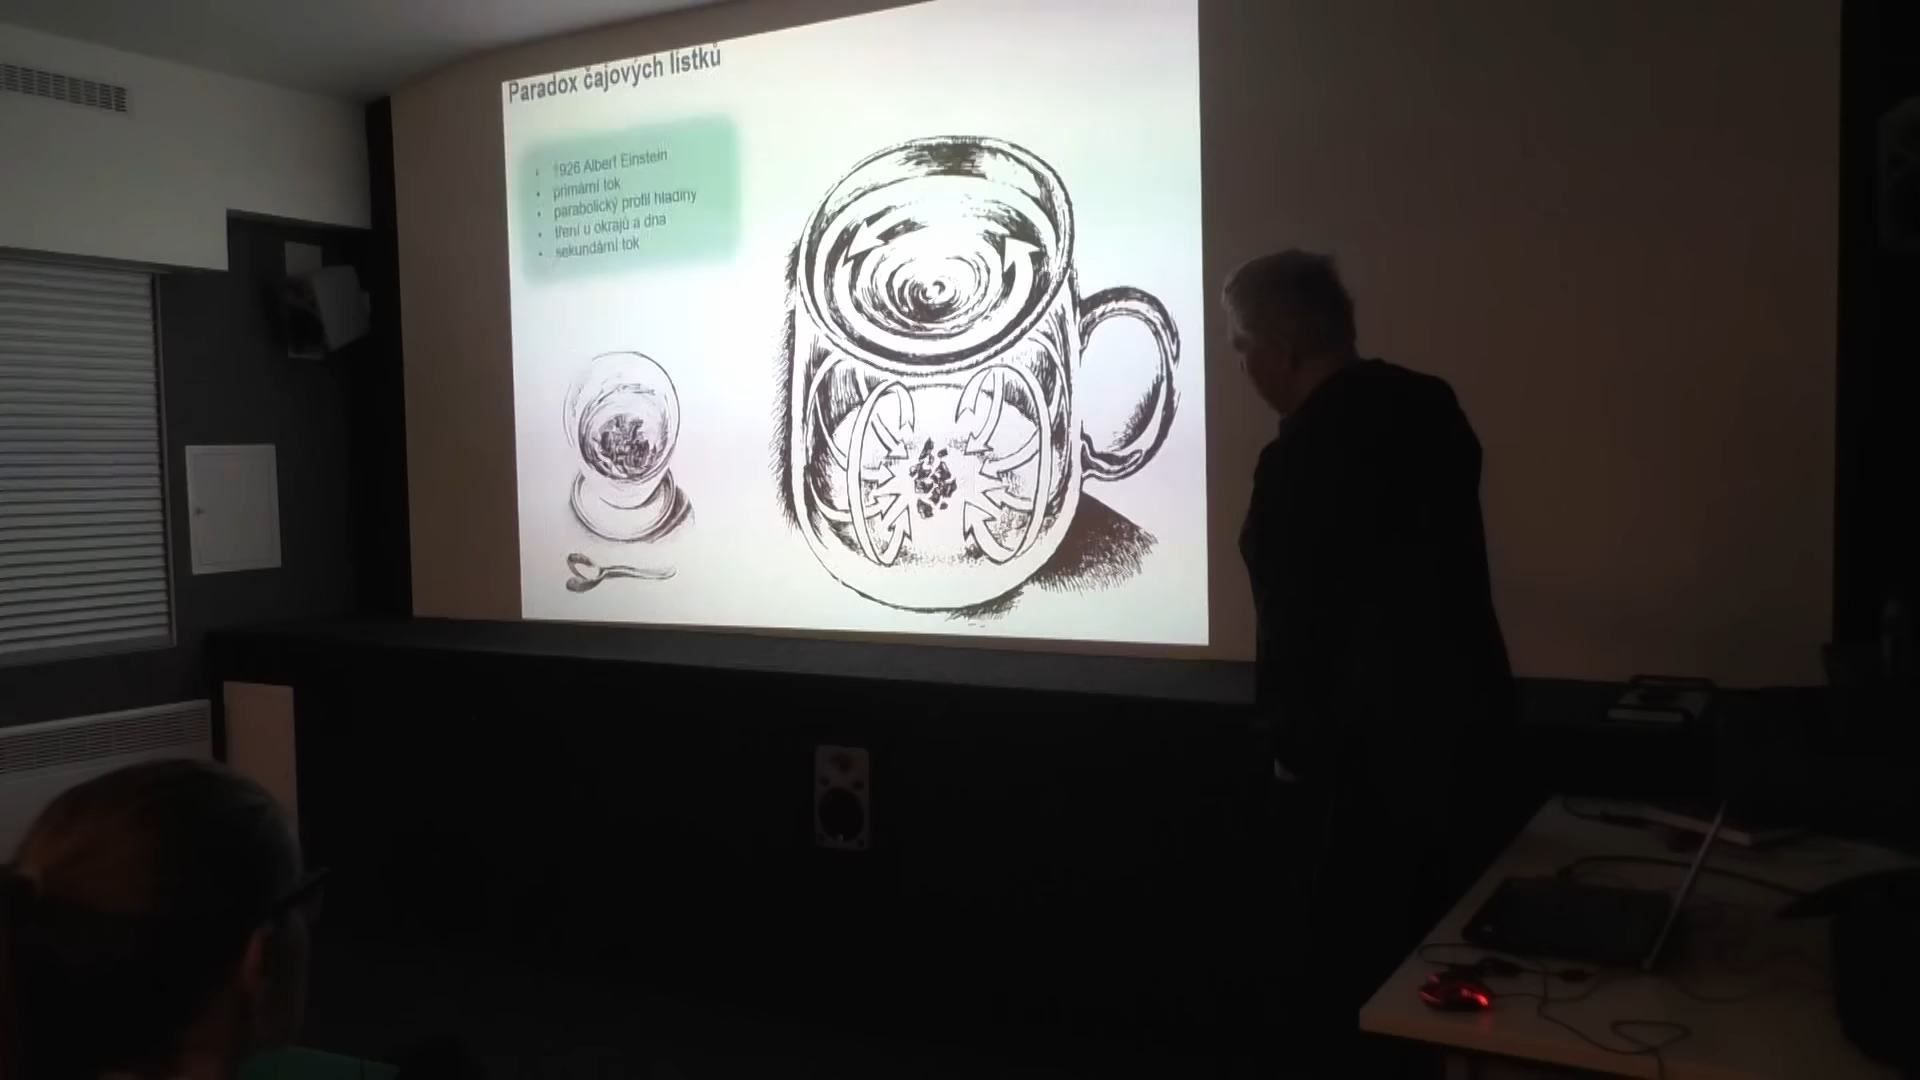 Paradox čajových lístků
• 1926 Albert Einstein
• primární tok
• parabolický profil hladiny
• tření u okrajů a dna
• sekundární tok